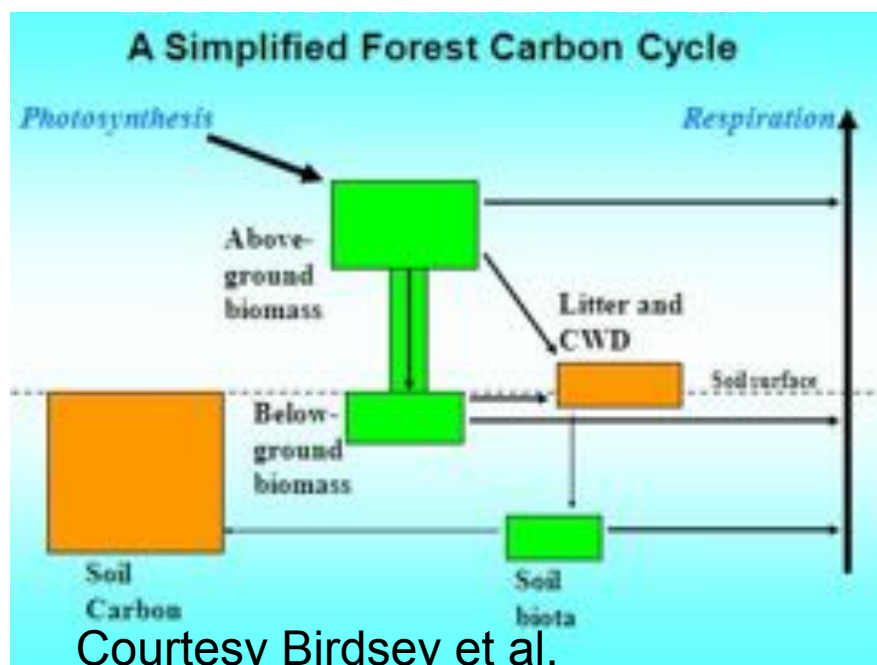 A Simplified Forest Carbon Cycle
Photosynthesis
Respiration
Above-
ground
biomass
Litter and
CWD
Soil surface
Below-
ground
biomass
Soil
Carbon
Soil
biota
Courtesy Birdsey et al.